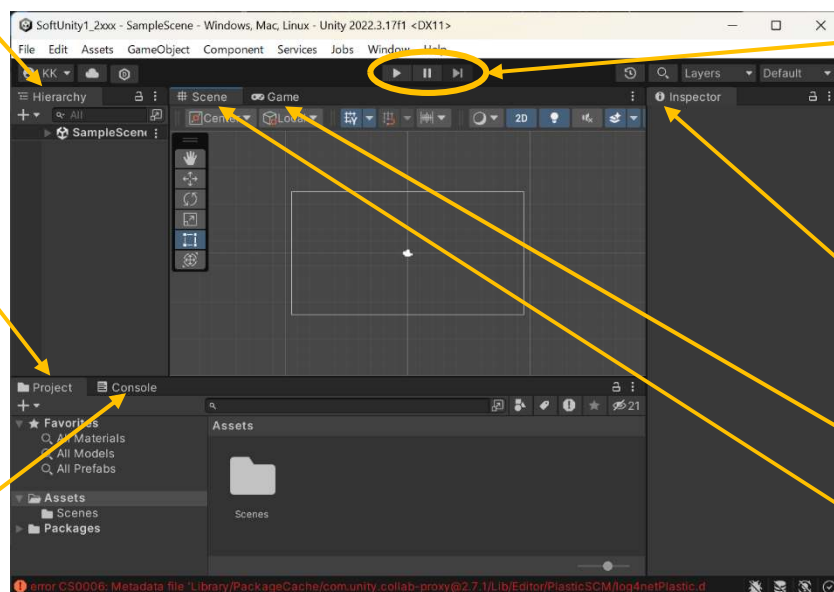 SoftUnity1_2xxx - SampleScene - Windows, Mac, Linux - Unity 2022.3.17f1 <DX11>
File Edit Assets GameObject Component Services Jobs Window Help
KK
Layers Default
Hierarchy
Scene Game
Inspector
All
Center Local
2D
SampleScene
Project Console
21
Favorites
Assets
All Materials
All Models
All Prefabs
Assets
Scenes
Scenes
Packages
error CS0006: Metadata file 'Library/PackageCache/com.unity.collab-proxy@2.7.1/Lib/Editor/PlasticSCM/log4netPlastic.d